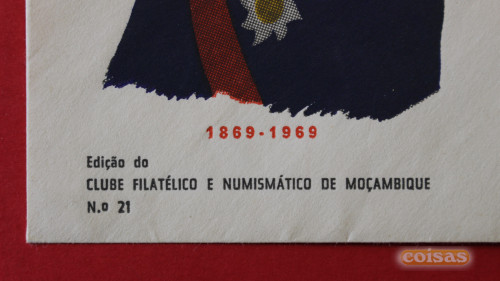 1869-1969
Edição do
CLUBE FILATÉLICO E NUMISMÁTICO DE MOÇAMBIQUE
N.o 21
coisas